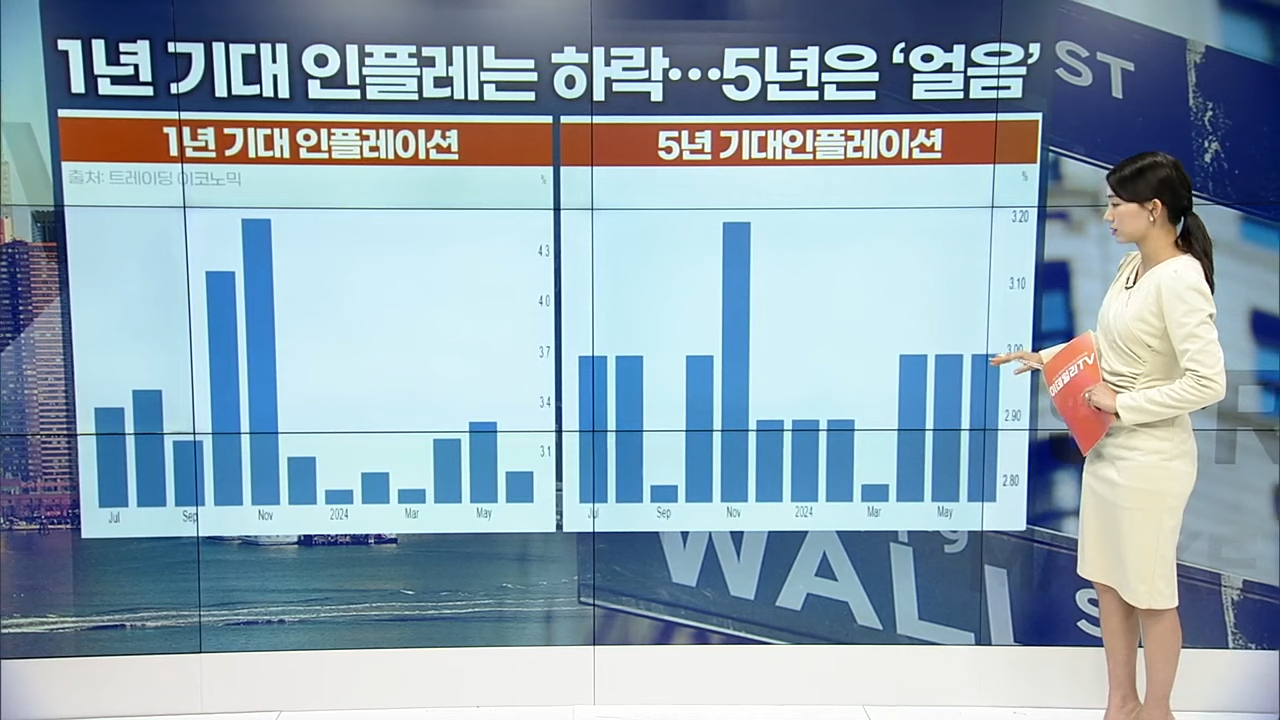 1년 기대 인플레는 하락…5년은 ‘얼음’
1년 기대 인플레이션
5년 기대인플레이션
출처: 트레이딩 이코노믹
%
4.3
4.0
3.7
3.4
3.1
Jul
Sep
Nov
2024
Mar
May
%
3.20
3.10
3.00
2.90
2.80
Jul
Sep
Nov
2024
Mar
May
ST
WALL
이데일리TV